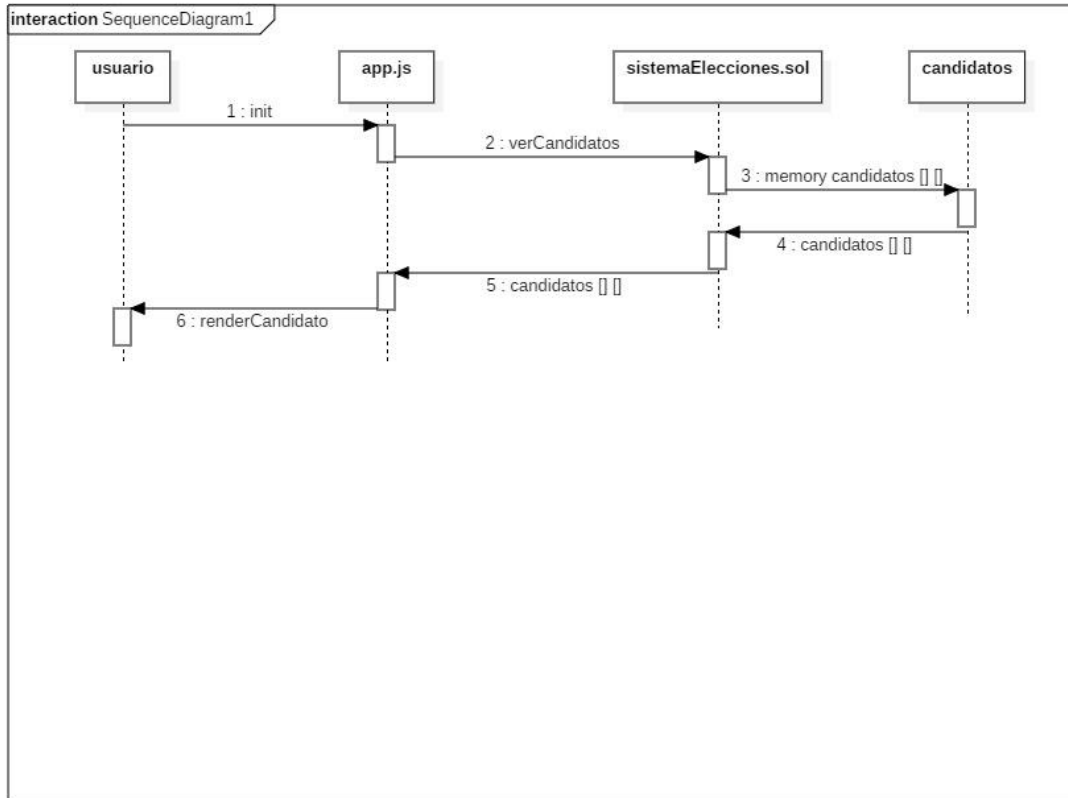 interaction SequenceDiagram1
usuario
app.js
sistemaElecciones.sol
candidatos
1 : init
2 : verCandidatos
3 : memory candidatos [] []
4 : candidatos [] []
5 : candidatos [] []
6 : renderCandidato